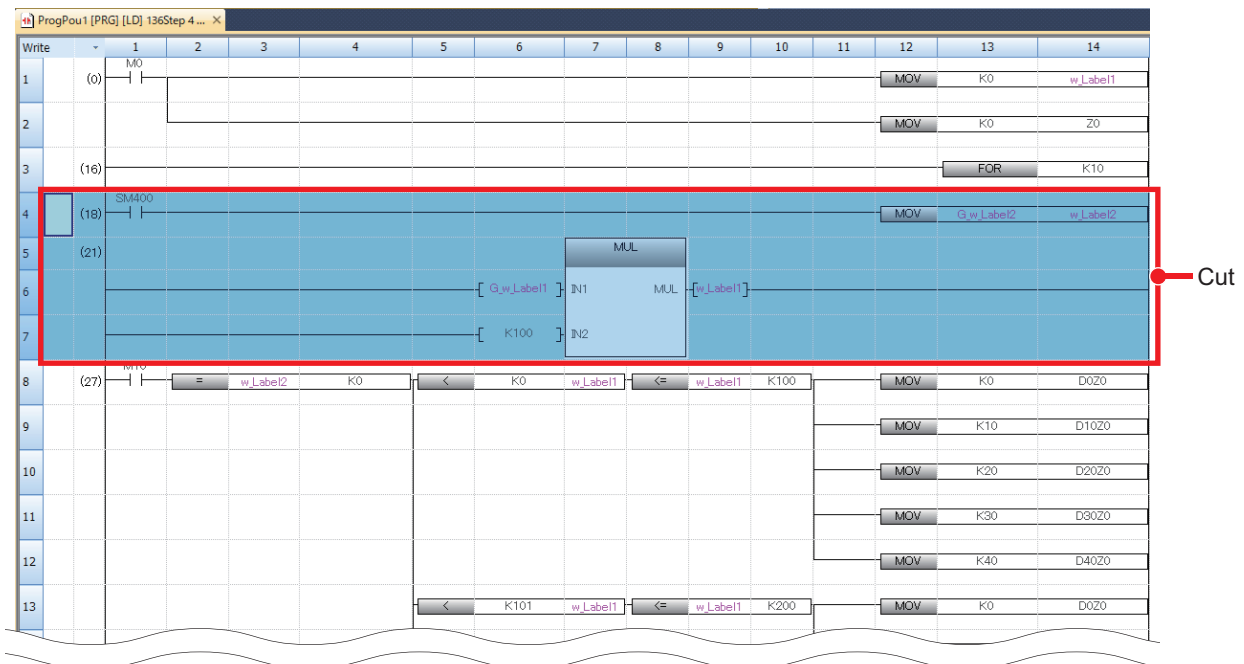 ProgPou1 [PRG] [LD] 136Step 4 ... ×
Write 1 2 3 4 5 6 7 8 9 10 11 12 13 14
M0
1 (0) MOV K0 w_Label1
2 MOV K0 Z0
3 (16) FOR K10
SM400
4 (18) MOV G_w_Label2 w_Label2
5 (21) MUL
6 G_w_Label1 IN1 MUL w_Label1
7 K100 IN2
Cut
M10
8 (27) = w_Label2 K0 < K0 w_Label1 <= w_Label1 K100 MOV K0 D0Z0
9 MOV K10 D10Z0
10 MOV K20 D20Z0
11 MOV K30 D30Z0
12 MOV K40 D40Z0
13 < K101 w_Label1 <= w_Label1 K200 MOV K0 D0Z0